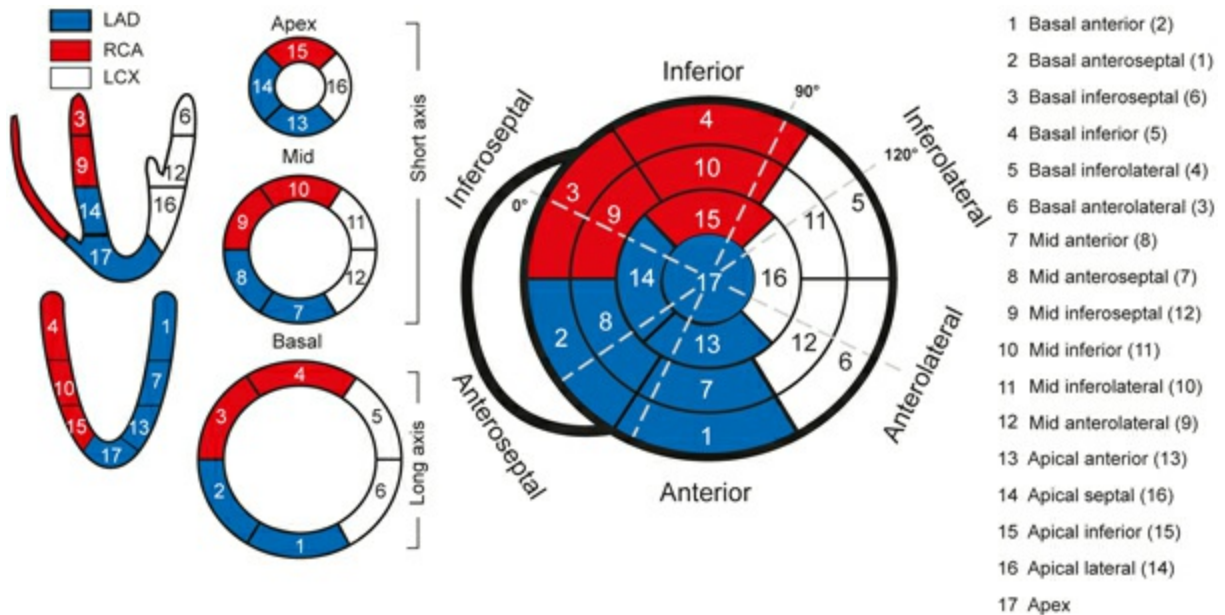 LAD
RCA
LCX
3
9
14
17
6
12
16
4
10
15
17
13
7
1
Apex
15
14
16
13
Mid
10
9
11
8
12
7
Basal
4
3
5
2
6
1
Short axis
Long axis
Inferior
Inferoseptal
90°
120°
Inferolateral
0°
4
10
15
3
9
14
17
16
11
5
2
8
13
12
6
7
1
Anteroseptal
Anterolateral
Anterior
1 Basal anterior (2)
2 Basal anteroseptal (1)
3 Basal inferoseptal (6)
4 Basal inferior (5)
5 Basal inferolateral (4)
6 Basal anterolateral (3)
7 Mid anterior (8)
8 Mid anteroseptal (7)
9 Mid inferoseptal (12)
10 Mid inferior (11)
11 Mid inferolateral (10)
12 Mid anterolateral (9)
13 Apical anterior (13)
14 Apical septal (16)
15 Apical inferior (15)
16 Apical lateral (14)
17 Apex